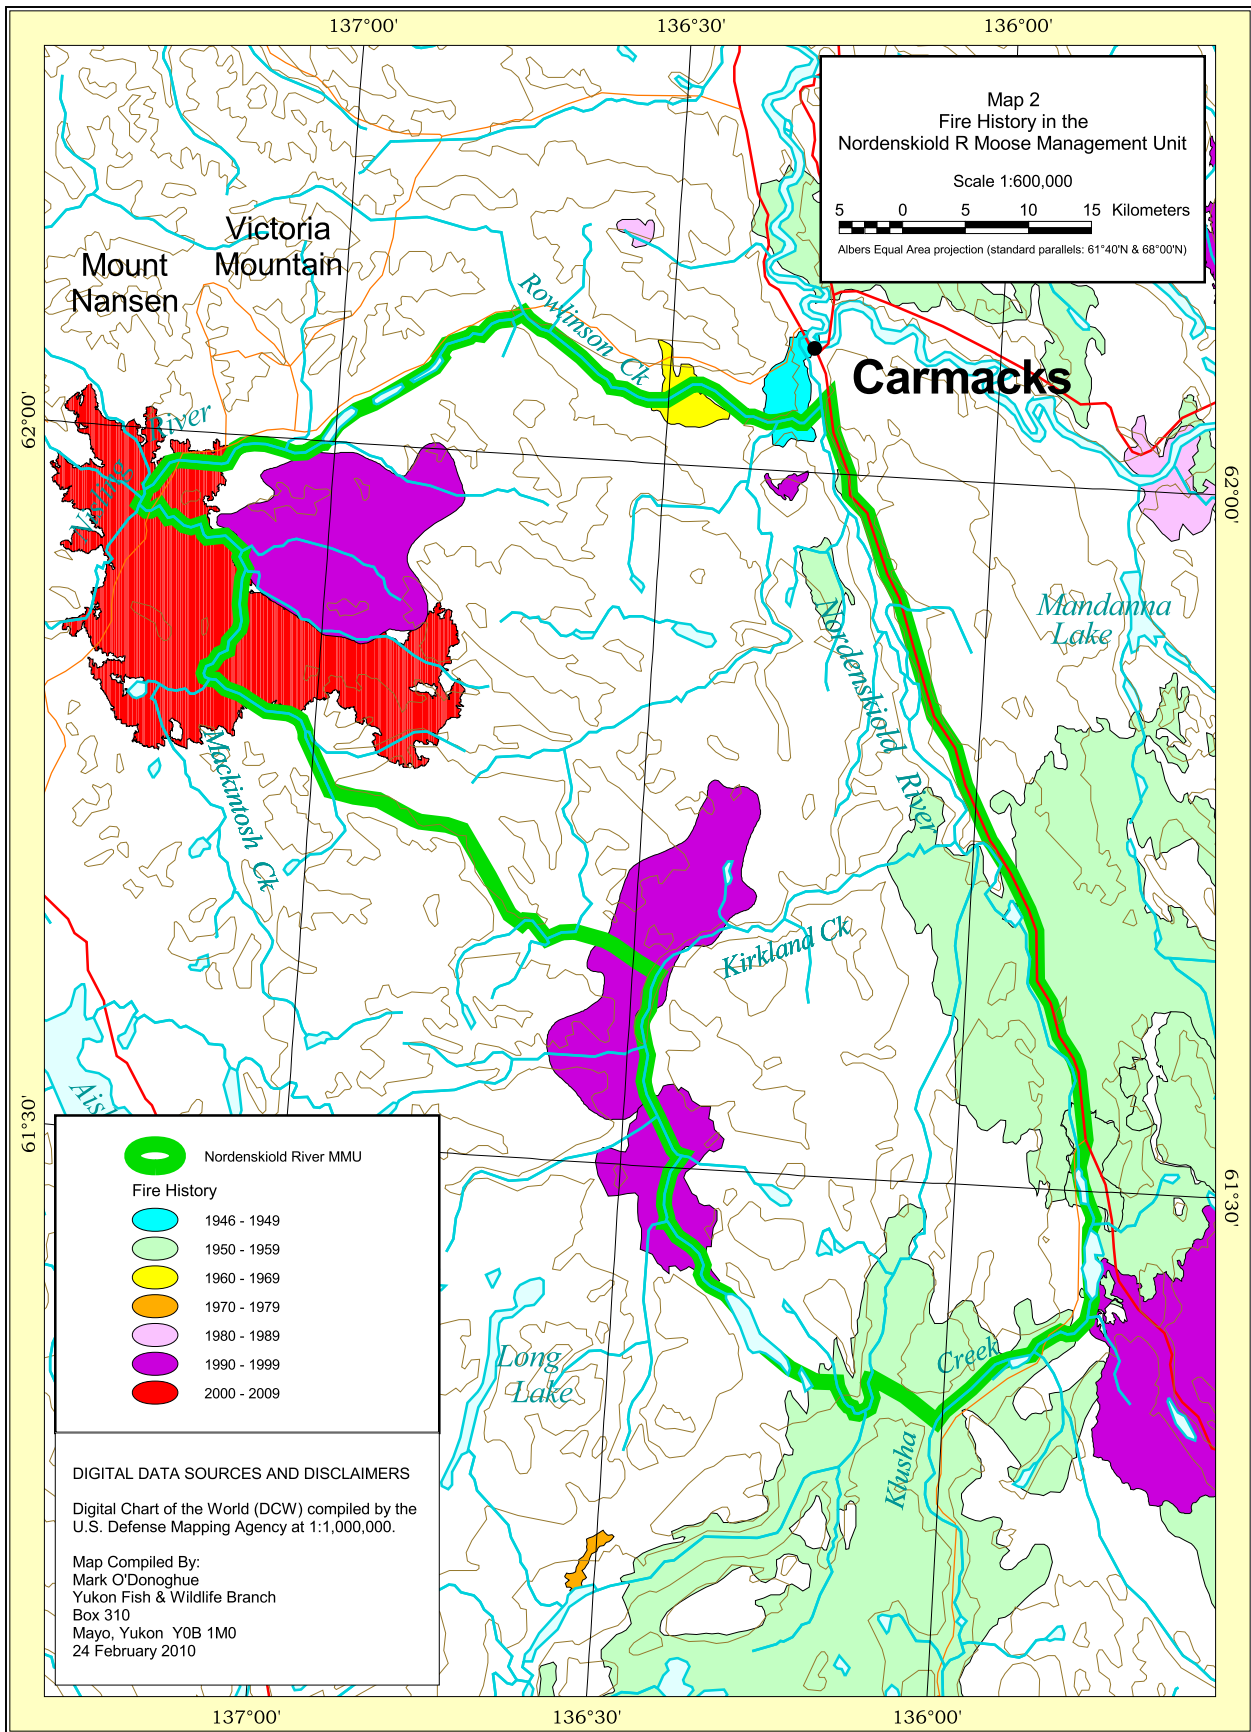 137°00'
136°30'
136°00'
Map 2
Fire History in the
Nordenskiold R Moose Management Unit
Scale 1:600,000
5 0 5 10 15 Kilometers
Albers Equal Area projection (standard parallels: 61°40'N & 68°00'N)
Victoria
Mountain
Mount
Nansen
Rowlinson Ck
Carmacks
62°00'
River
62°00'
Mandanna
Lake
Nordenskiold River
Mackintosh Ck
Kirkland Ck
61°30'
61°30'
Nordenskiold River MMU
Fire History
1946 - 1949
1950 - 1959
1960 - 1969
1970 - 1979
1980 - 1989
1990 - 1999
2000 - 2009
Long
Lake
Klusha Creek
DIGITAL DATA SOURCES AND DISCLAIMERS
Digital Chart of the World (DCW) compiled by the
U.S. Defense Mapping Agency at 1:1,000,000.
Map Compiled By:
Mark O'Donoghue
Yukon Fish & Wildlife Branch
Box 310
Mayo, Yukon Y0B 1M0
24 February 2010
137°00'
136°30'
136°00'